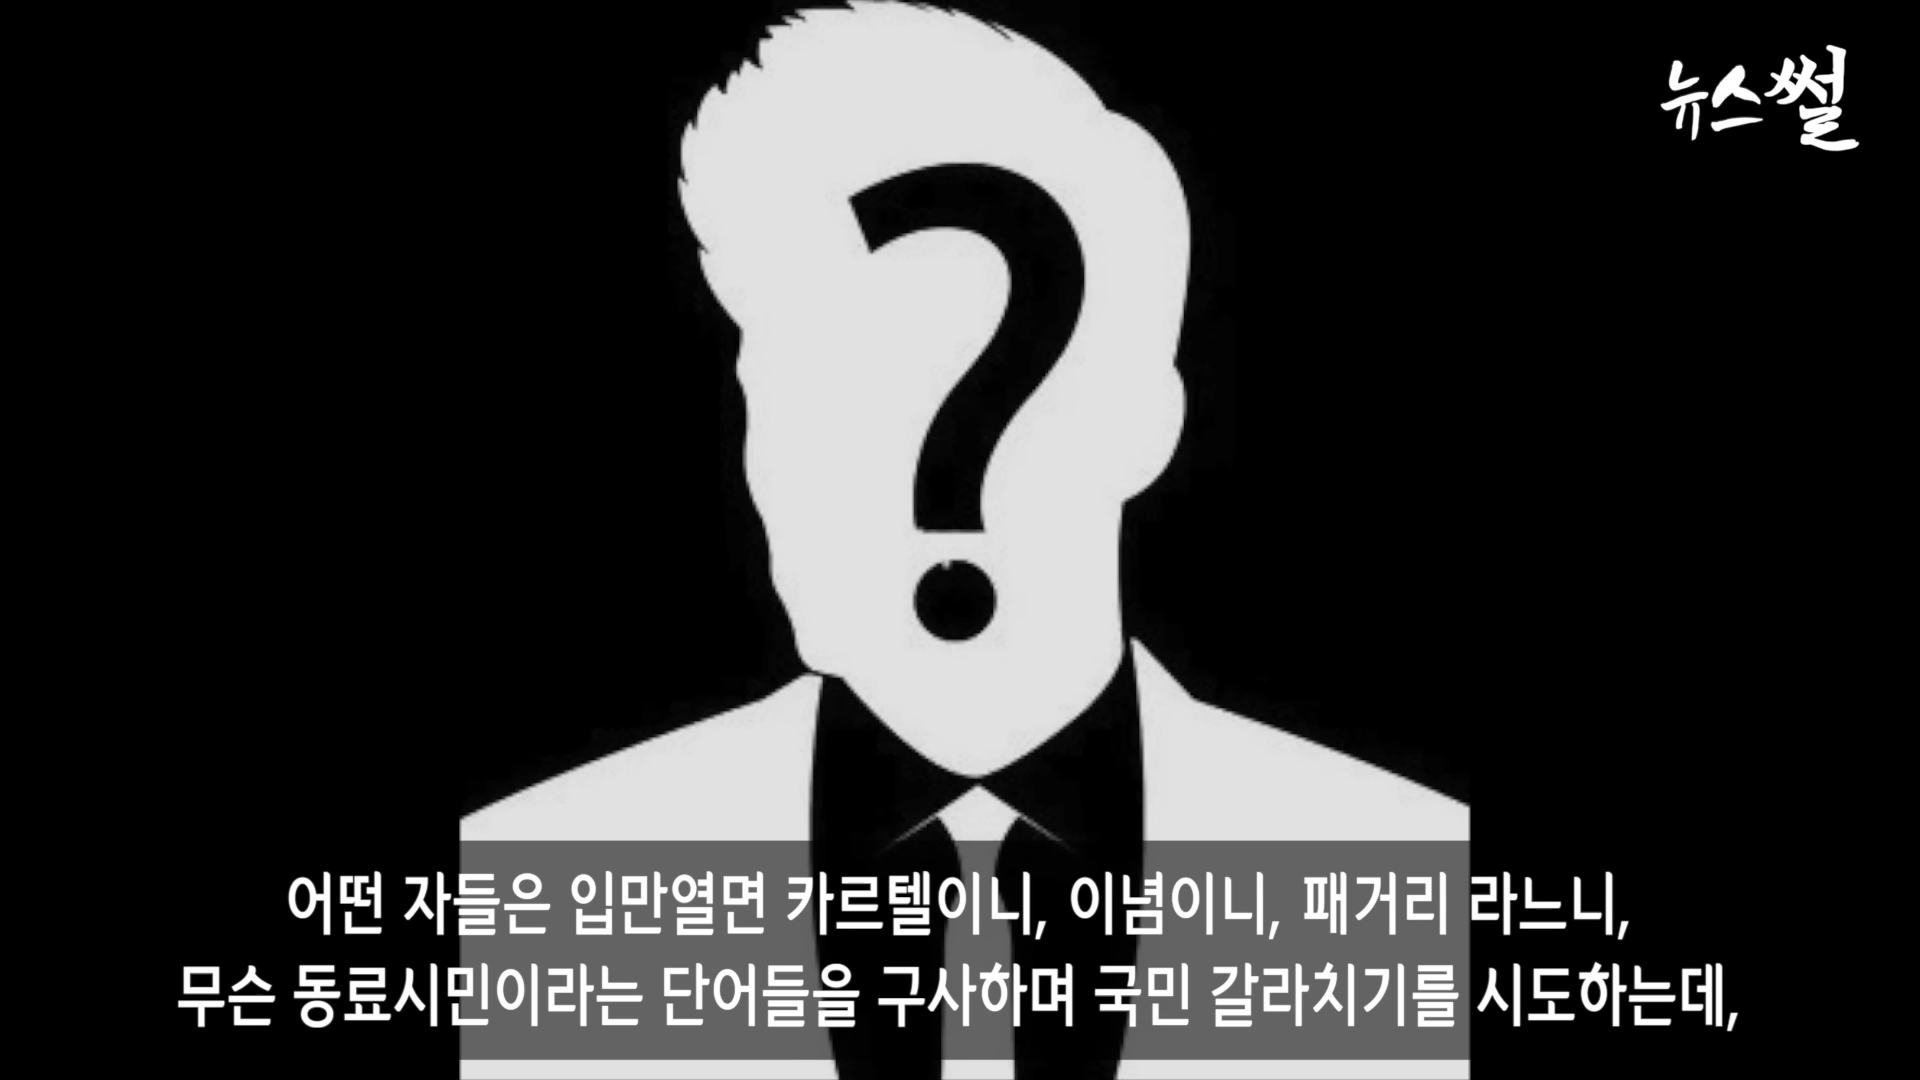 뉴스썰
어떤 자들은 입만열면 카르텔이니, 이념이니, 패거리 라느니,
무슨 동료시민이라는 단어들을 구사하며 국민 갈라치기를 시도하는데,